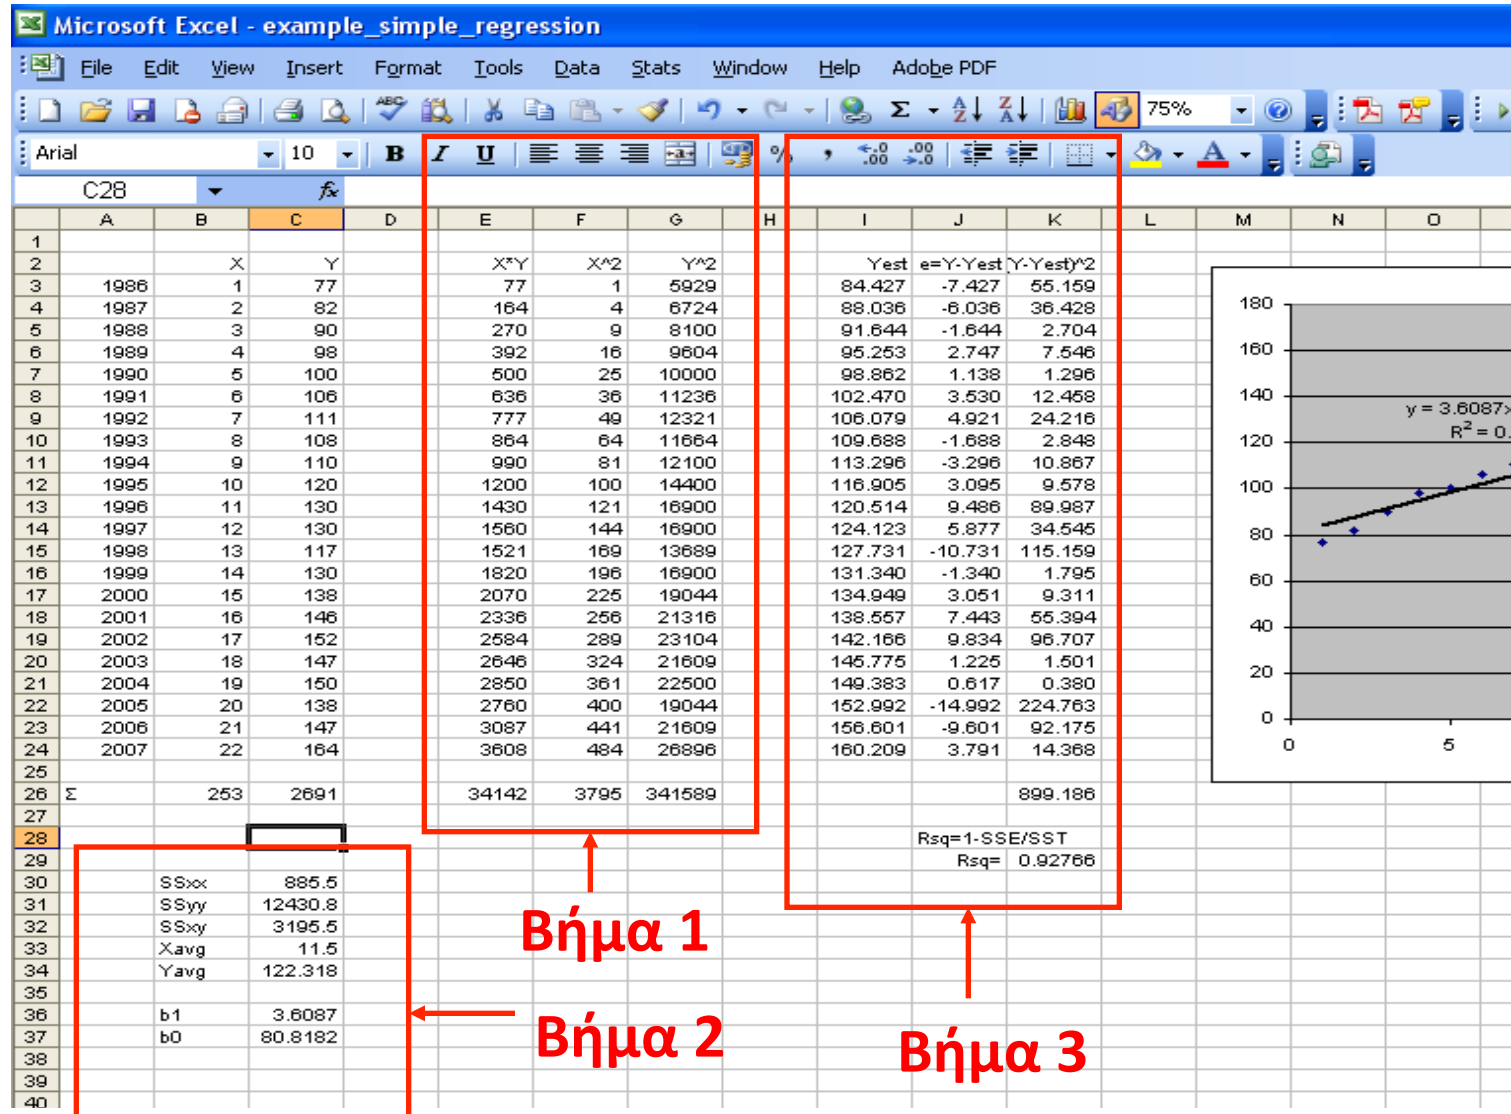 Microsoft Excel - example_simple_regression
File Edit View Insert Format Tools Data Stats Window Help Adobe PDF
ABC Σ A Z Z A 75%
Arial 10 B I U a % , .0 .00 .00 .0 A
C28 fx
A B C D E F G H I J K L M N O
1
2 X Y X*Y X^2 Y^2 Yest e=Y-Yest (Y-Yest)^2
3 1986 1 77 77 1 5929 84.427 -7.427 55.159
4 1987 2 82 164 4 6724 88.036 -6.036 36.428
5 1988 3 90 270 9 8100 91.644 -1.644 2.704
6 1989 4 98 392 16 9604 95.253 2.747 7.546
7 1990 5 100 500 25 10000 98.862 1.138 1.296
8 1991 6 106 636 36 11236 102.470 3.530 12.458
9 1992 7 111 777 49 12321 106.079 4.921 24.216
10 1993 8 108 864 64 11664 109.688 -1.688 2.848
11 1994 9 110 990 81 12100 113.296 -3.296 10.867
12 1995 10 120 1200 100 14400 116.905 3.095 9.578
13 1996 11 130 1430 121 16900 120.514 9.486 89.987
14 1997 12 130 1560 144 16900 124.123 5.877 34.545
15 1998 13 117 1521 169 13689 127.731 -10.731 115.159
16 1999 14 130 1820 196 16900 131.340 -1.340 1.795
17 2000 15 138 2070 225 19044 134.949 3.051 9.311
18 2001 16 146 2336 256 21316 138.557 7.443 55.394
19 2002 17 152 2584 289 23104 142.166 9.834 96.707
20 2003 18 147 2646 324 21609 145.775 1.225 1.501
21 2004 19 150 2850 361 22500 149.383 0.617 0.380
22 2005 20 138 2760 400 19044 152.992 -14.992 224.763
23 2006 21 147 3087 441 21609 156.601 -9.601 92.175
24 2007 22 164 3608 484 26896 160.209 3.791 14.368
25
26 Σ 253 2691 34142 3795 341589 899.186
27
28 Rsq=1-SSE/SST
29 Rsq= 0.92766
30 SSxx 885.5
31 SSyy 12430.8
32 SSxy 3195.5
33 Xavg 11.5
34 Yavg 122.318
35
36 b1 3.6087
37 b0 80.8182
38
39
40
180
160
140
120
100
80
60
40
20
0
0 5
y = 3.6087x
R² = 0.
Βήμα 1
Βήμα 2
Βήμα 3